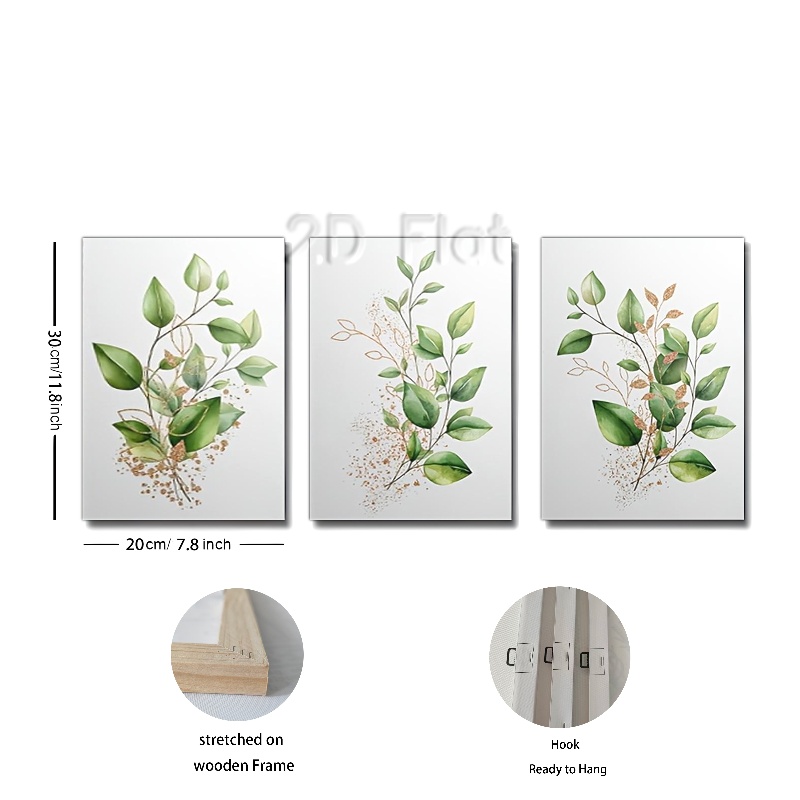 2D Flat
30cm/11.8inch
20cm/ 7.8 inch
stretched on
wooden Frame
Hook
Ready to Hang